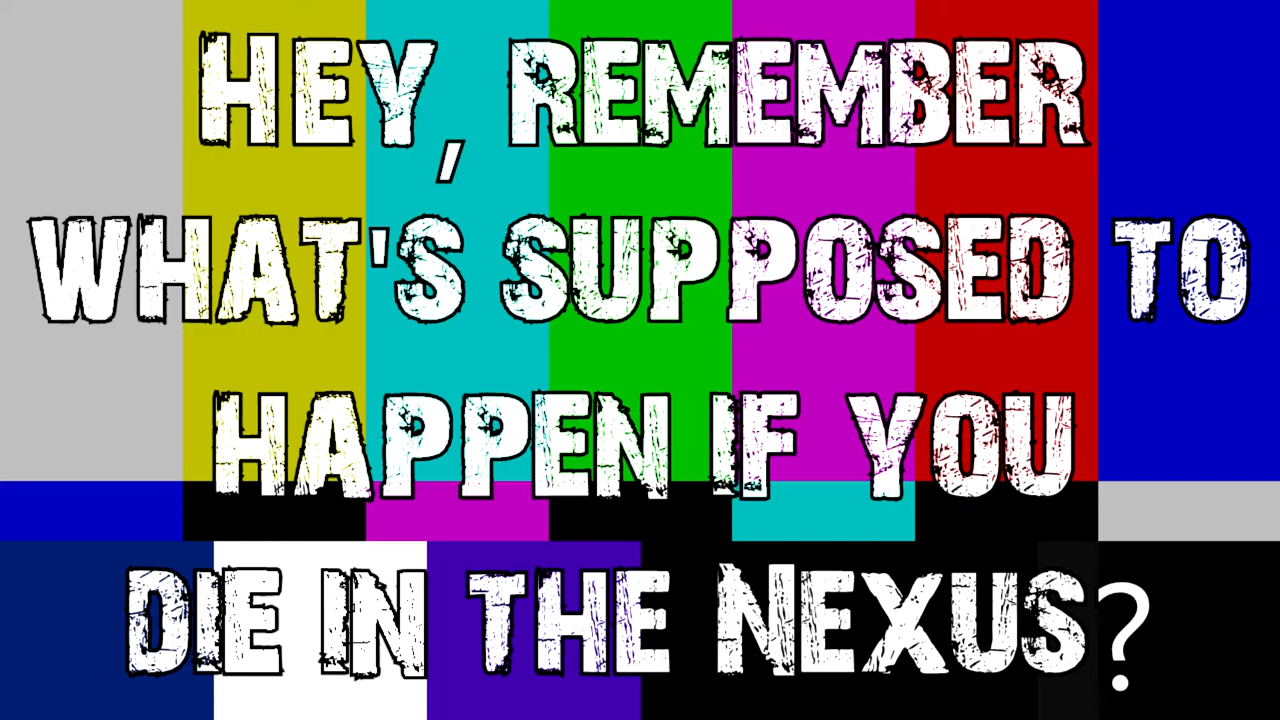 HEY, REMEMBER
WHAT'S SUPPOSED TO
HAPPEN IF YOU
DIE IN THE NEXUS?